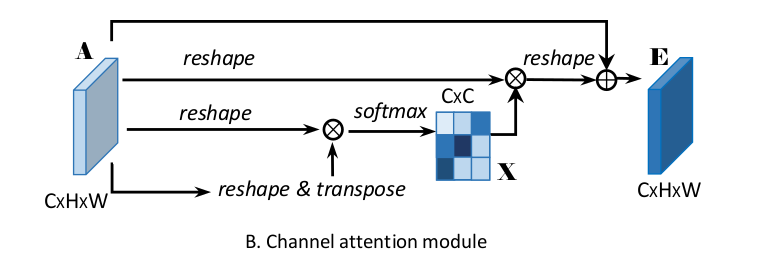 A
reshape
reshape
E
CxC
reshape
softmax
X
reshape & transpose
CxHxW
CxHxW
B. Channel attention module